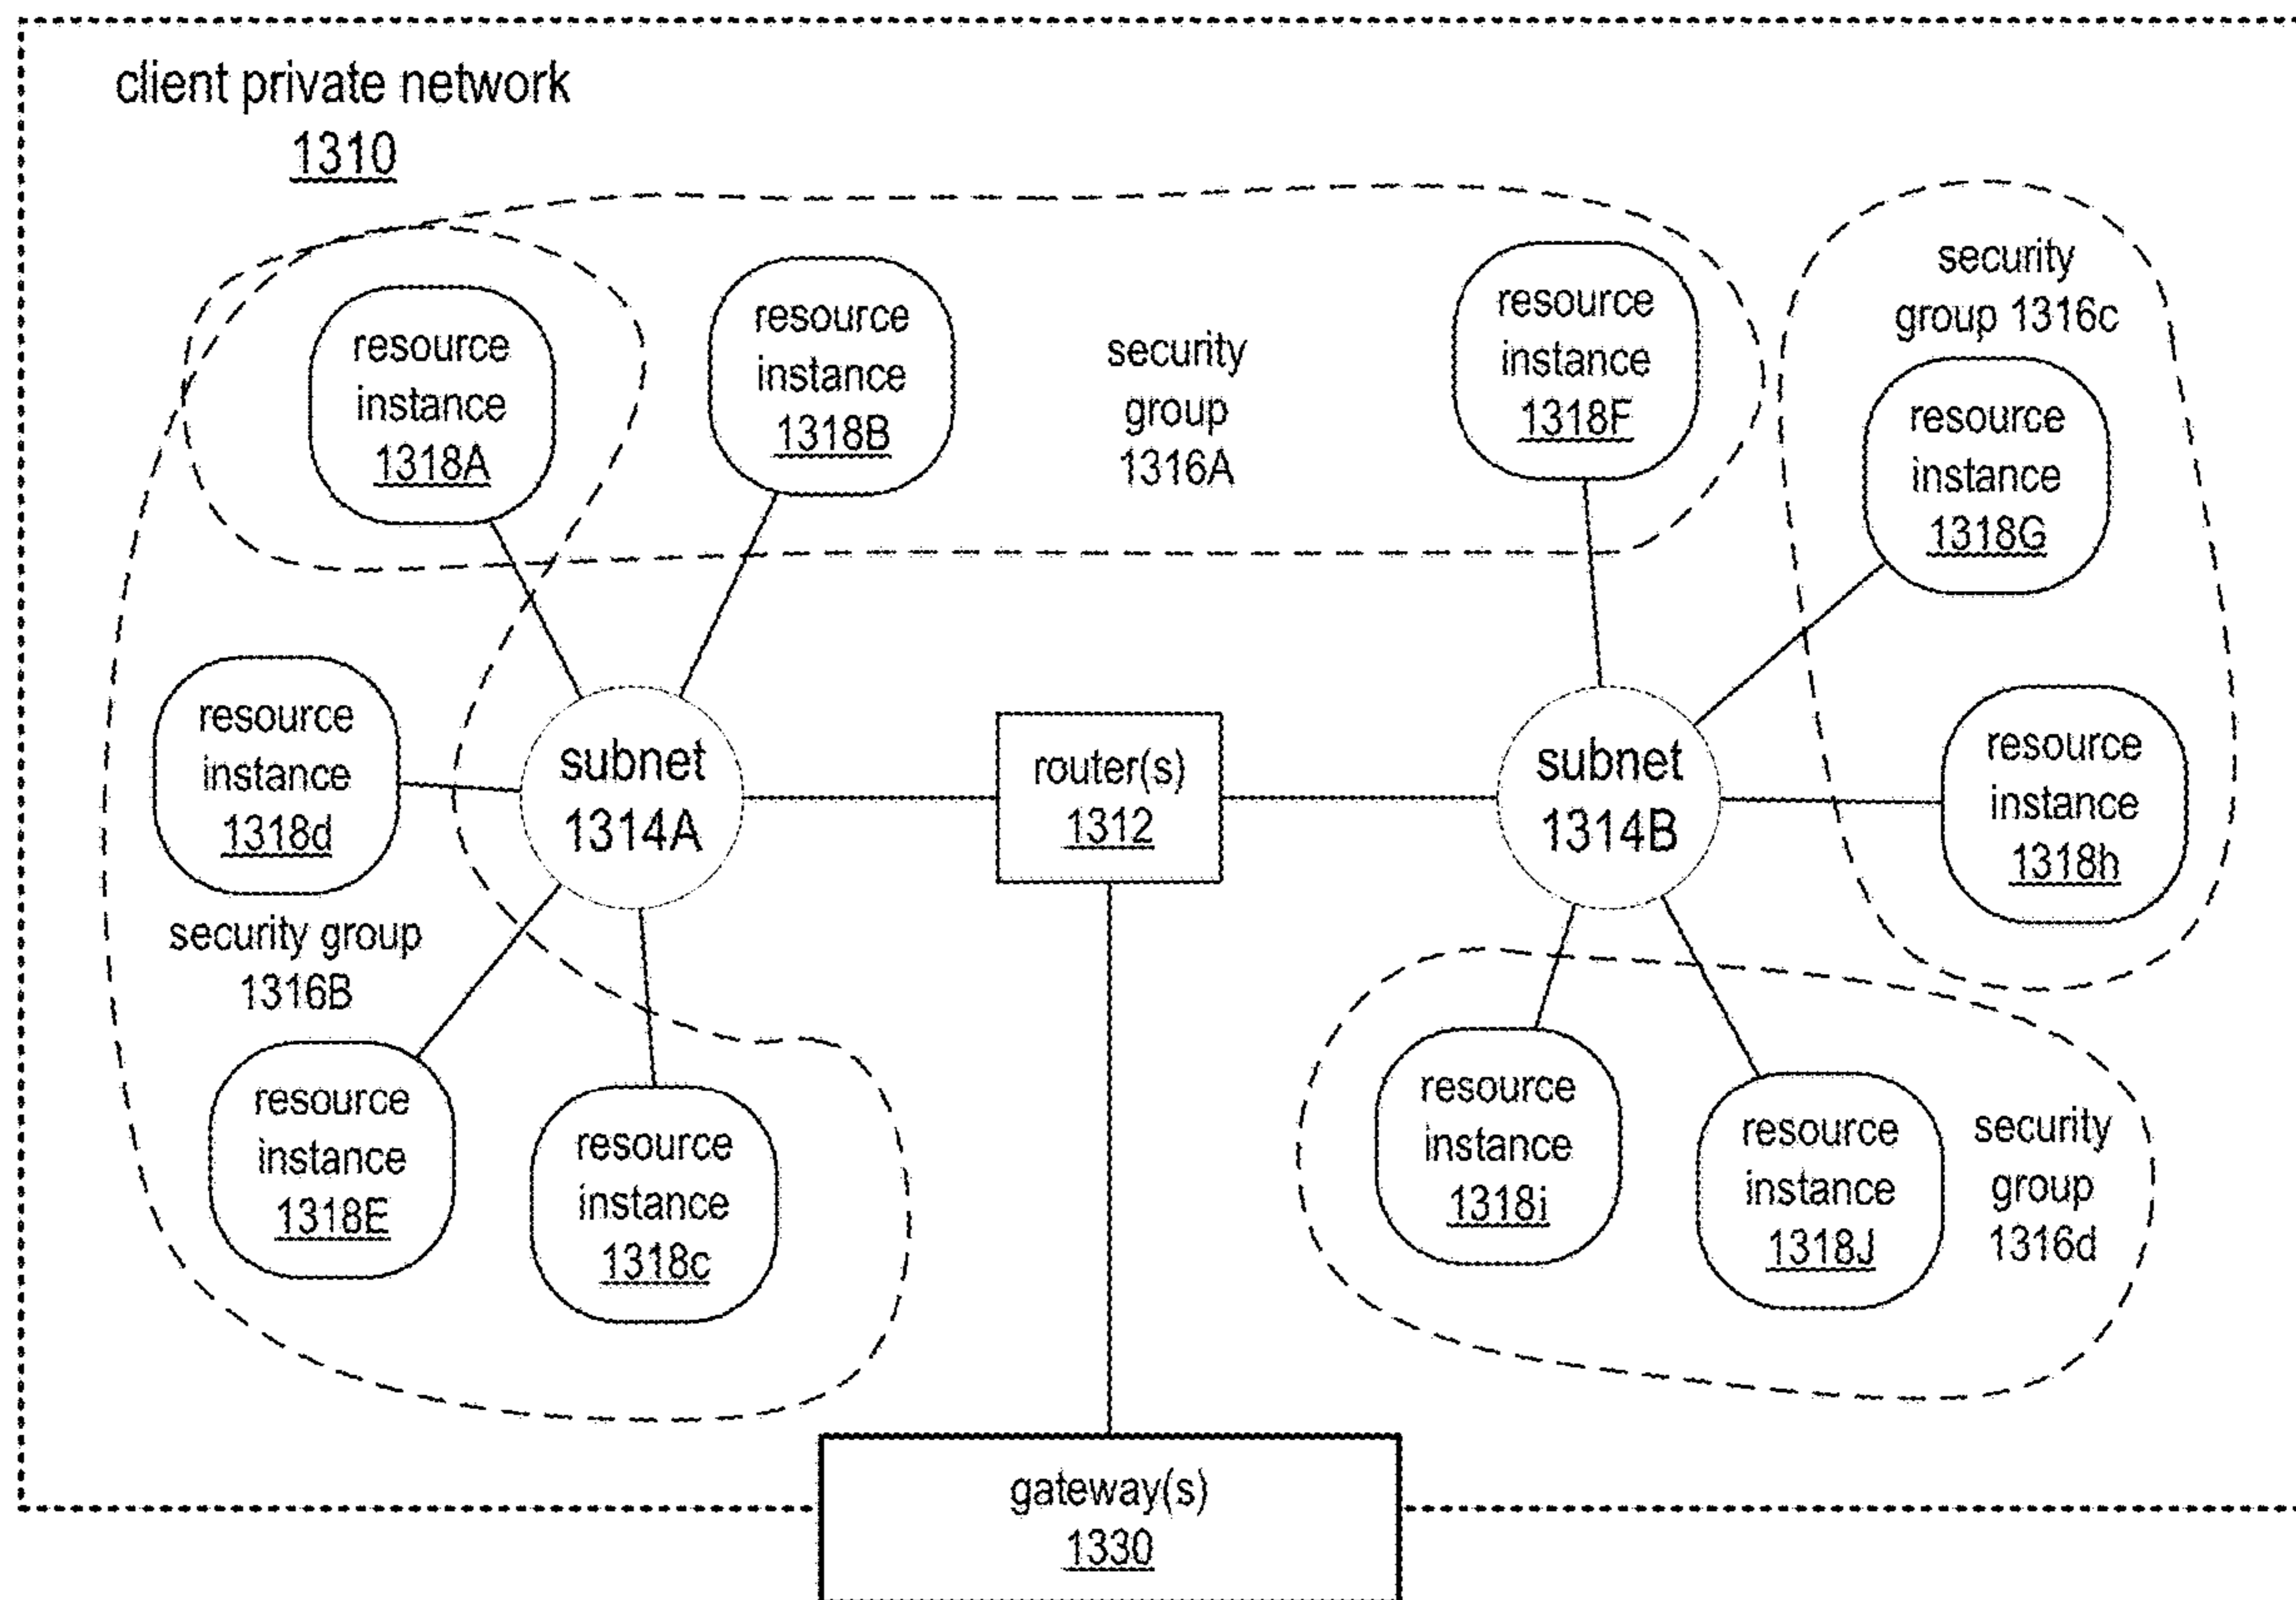 client private network
1310
resource
instance
1318A
resource
instance
1318B
security
group
1316A
resource
instance
1318F
security
group 1316c
resource
instance
1318G
resource
instance
1318d
subnet
1314A
router(s)
1312
subnet
1314B
resource
instance
1318h
security group
1316B
resource
instance
1318E
resource
instance
1318c
resource
instance
1318i
resource
instance
1318J
security
group
1316d
gateway(s)
1330